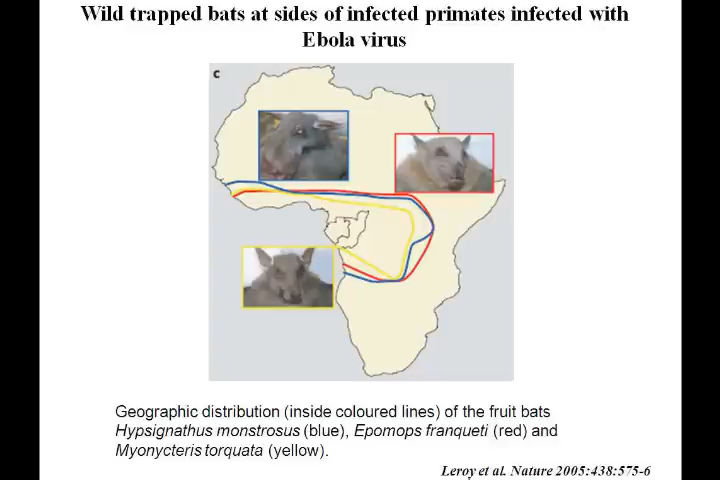 Wild trapped bats at sides of infected primates infected with
Ebola virus
c
Geographic distribution (inside coloured lines) of the fruit bats
Hypsignathus monstrosus (blue), Epomops franqueti (red) and
Myonycteris torquata (yellow).
Leroy et al. Nature 2005:438:575-6